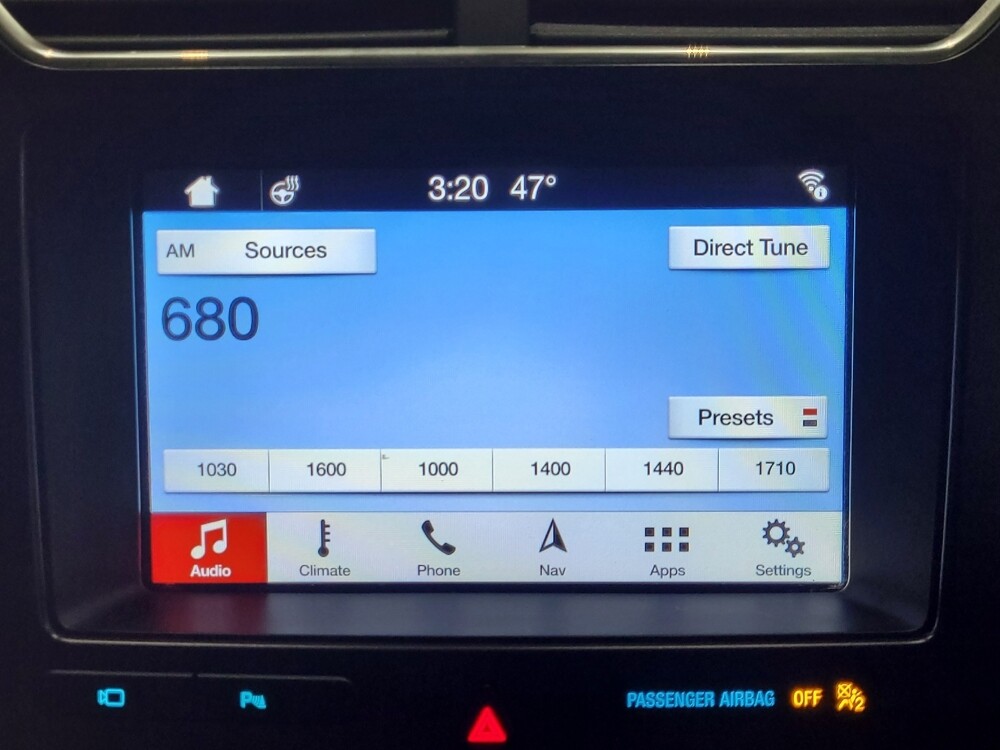 3:20 47°
AM Sources
Direct Tune
680
Presets
1030 1600 1000 1400 1440 1710
Audio Climate Phone Nav Apps Settings
P
PASSENGER AIRBAG OFF 2